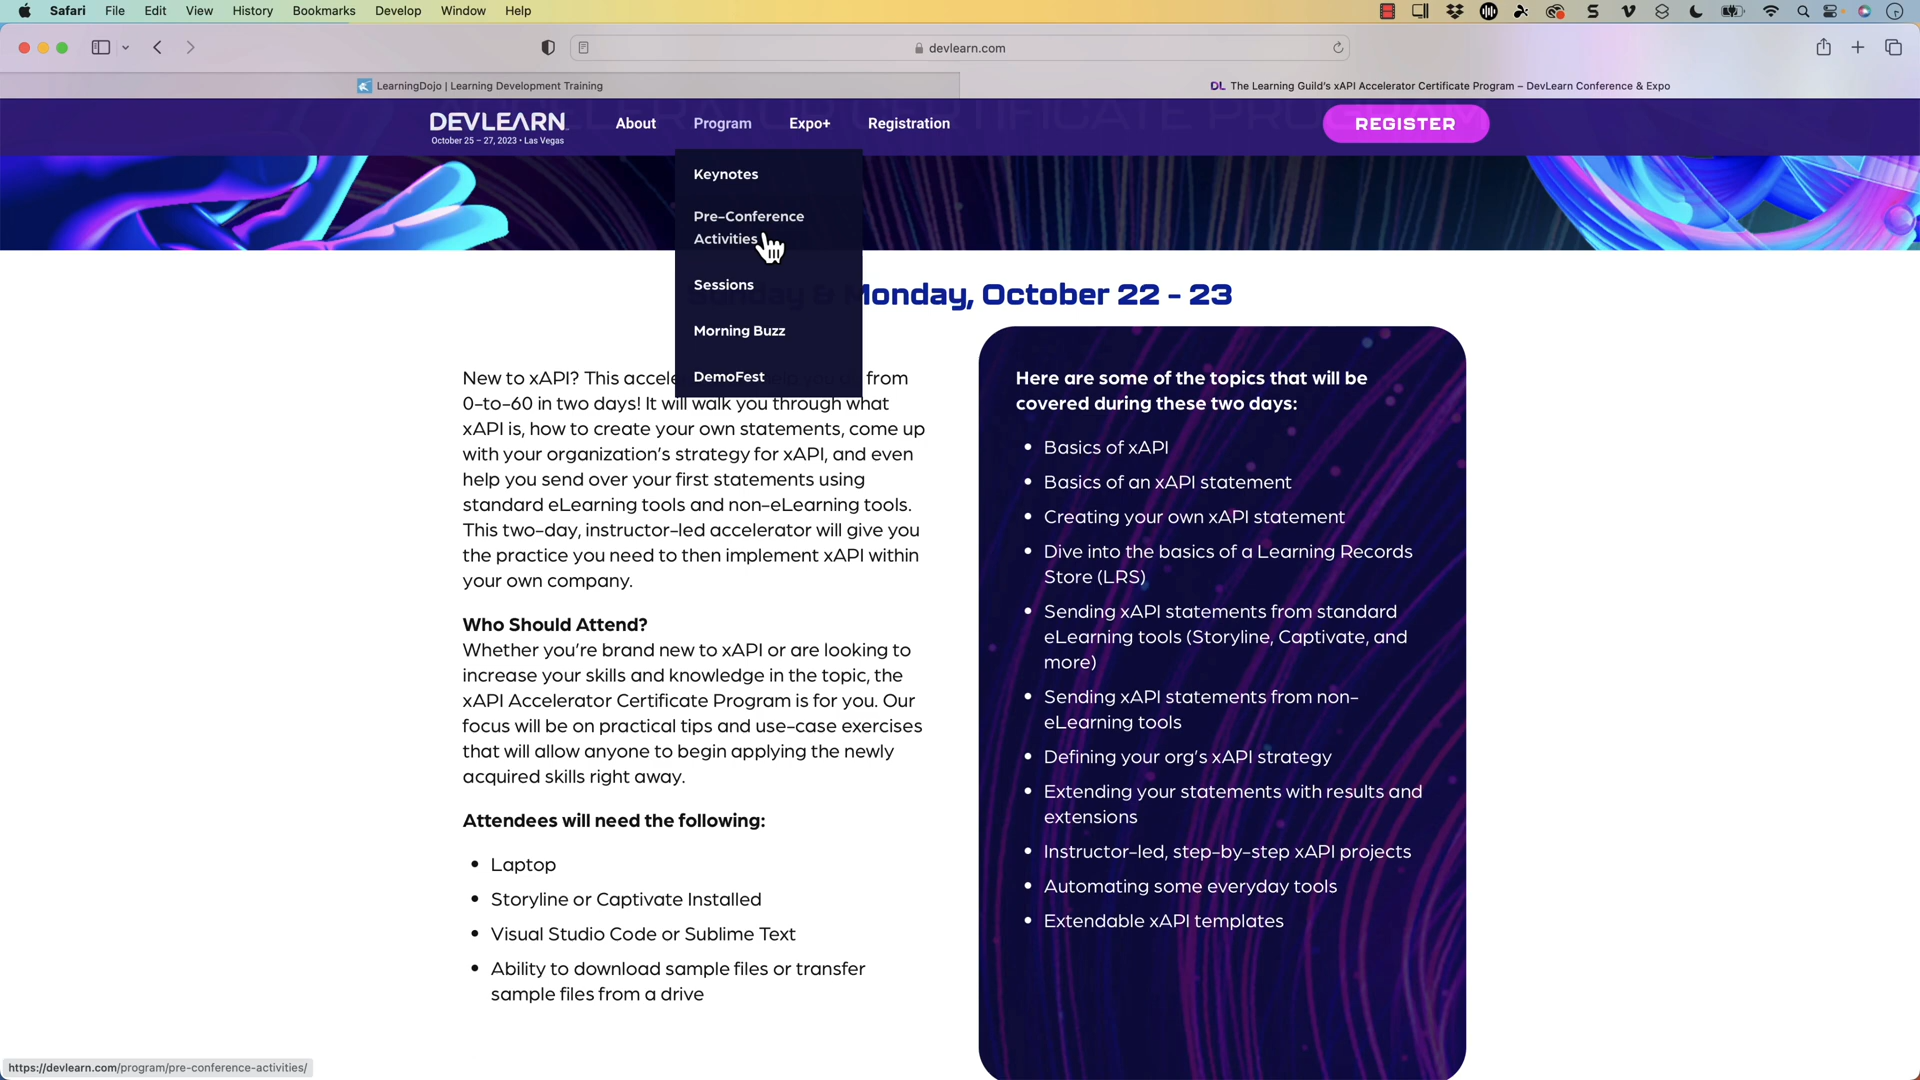 Safari File Edit View History Bookmarks Develop Window Help
devlearn.com
LearningDojo | Learning Development Training
DL The Learning Guild's xAPI Accelerator Certificate Program – DevLearn Conference & Expo
DEVLEARN
October 25 – 27, 2023 • Las Vegas
About Program Expo+ Registration
REGISTER
Keynotes
Pre-Conference
Activities
Sessions
Morning Buzz
DemoFest
Sunday & Monday, October 22 - 23
New to xAPI? This from
0-to-60 in two days! It will walk you through what
xAPI is, how to create your own statements, come up
with your organization's strategy for xAPI, and even
help you send over your first statements using
standard eLearning tools and non-eLearning tools.
This two-day, instructor-led accelerator will give you
the practice you need to then implement xAPI within
your own company.
Who Should Attend?
Whether you're brand new to xAPI or are looking to
increase your skills and knowledge in the topic, the
xAPI Accelerator Certificate Program is for you. Our
focus will be on practical tips and use-case exercises
that will allow anyone to begin applying the newly
acquired skills right away.
Attendees will need the following:
• Laptop
• Storyline or Captivate Installed
• Visual Studio Code or Sublime Text
• Ability to download sample files or transfer
sample files from a drive
Here are some of the topics that will be
covered during these two days:
• Basics of xAPI
• Basics of an xAPI statement
• Creating your own xAPI statement
• Dive into the basics of a Learning Records
Store (LRS)
• Sending xAPI statements from standard
eLearning tools (Storyline, Captivate, and
more)
• Sending xAPI statements from non-
eLearning tools
• Defining your org's xAPI strategy
• Extending your statements with results and
extensions
• Instructor-led, step-by-step xAPI projects
• Automating some everyday tools
• Extendable xAPI templates
https://devlearn.com/program/pre-conference-activities/